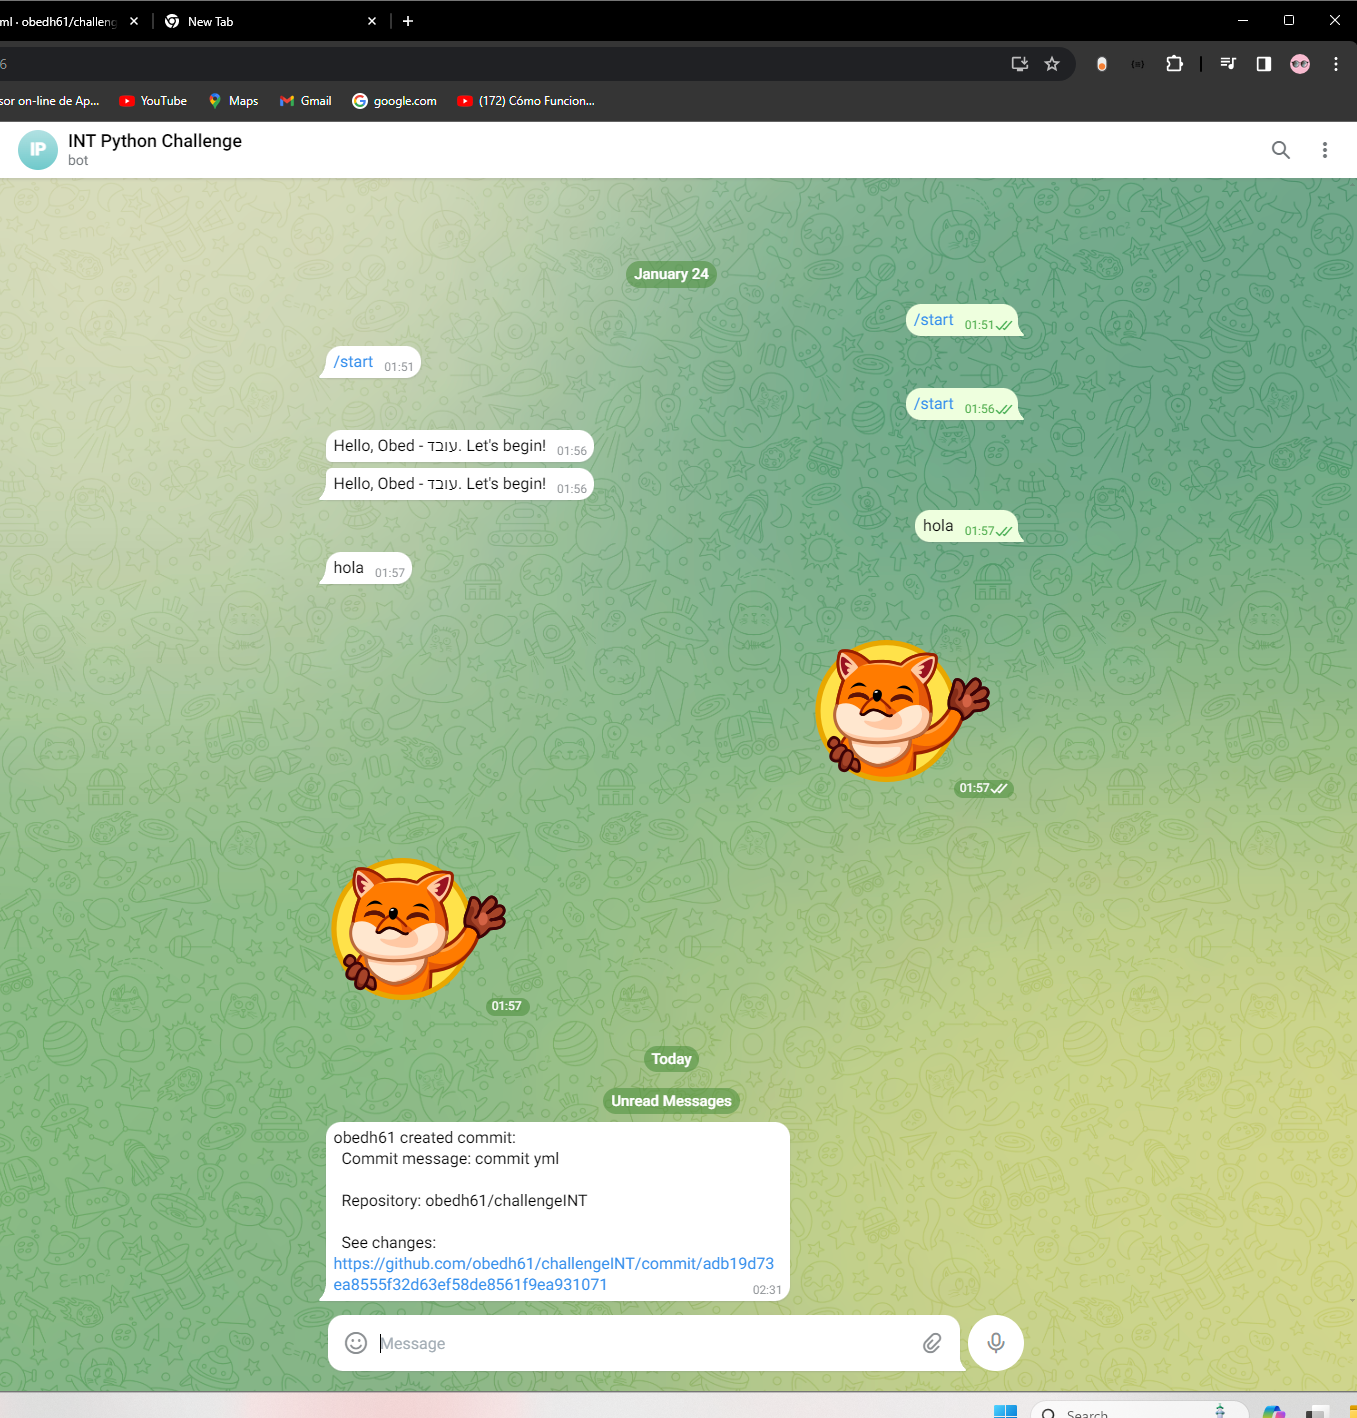 ml · obedh61/challeng
New Tab
6
sor on-line de Ap...
YouTube
Maps
Gmail
google.com
(172) Cómo Funcion...
IP
INT Python Challenge
bot
January 24
/start 01:51
/start 01:51
/start 01:56
Hello, Obed - עובד. Let's begin! 01:56
Hello, Obed - עובד. Let's begin! 01:56
hola 01:57
hola 01:57
01:57
01:57
Today
Unread Messages
obedh61 created commit:
Commit message: commit yml
Repository: obedh61/challengeINT
See changes:
https://github.com/obedh61/challengeINT/commit/adb19d73
ea8555f32d63ef58de8561f9ea931071
02:31
Message
Search